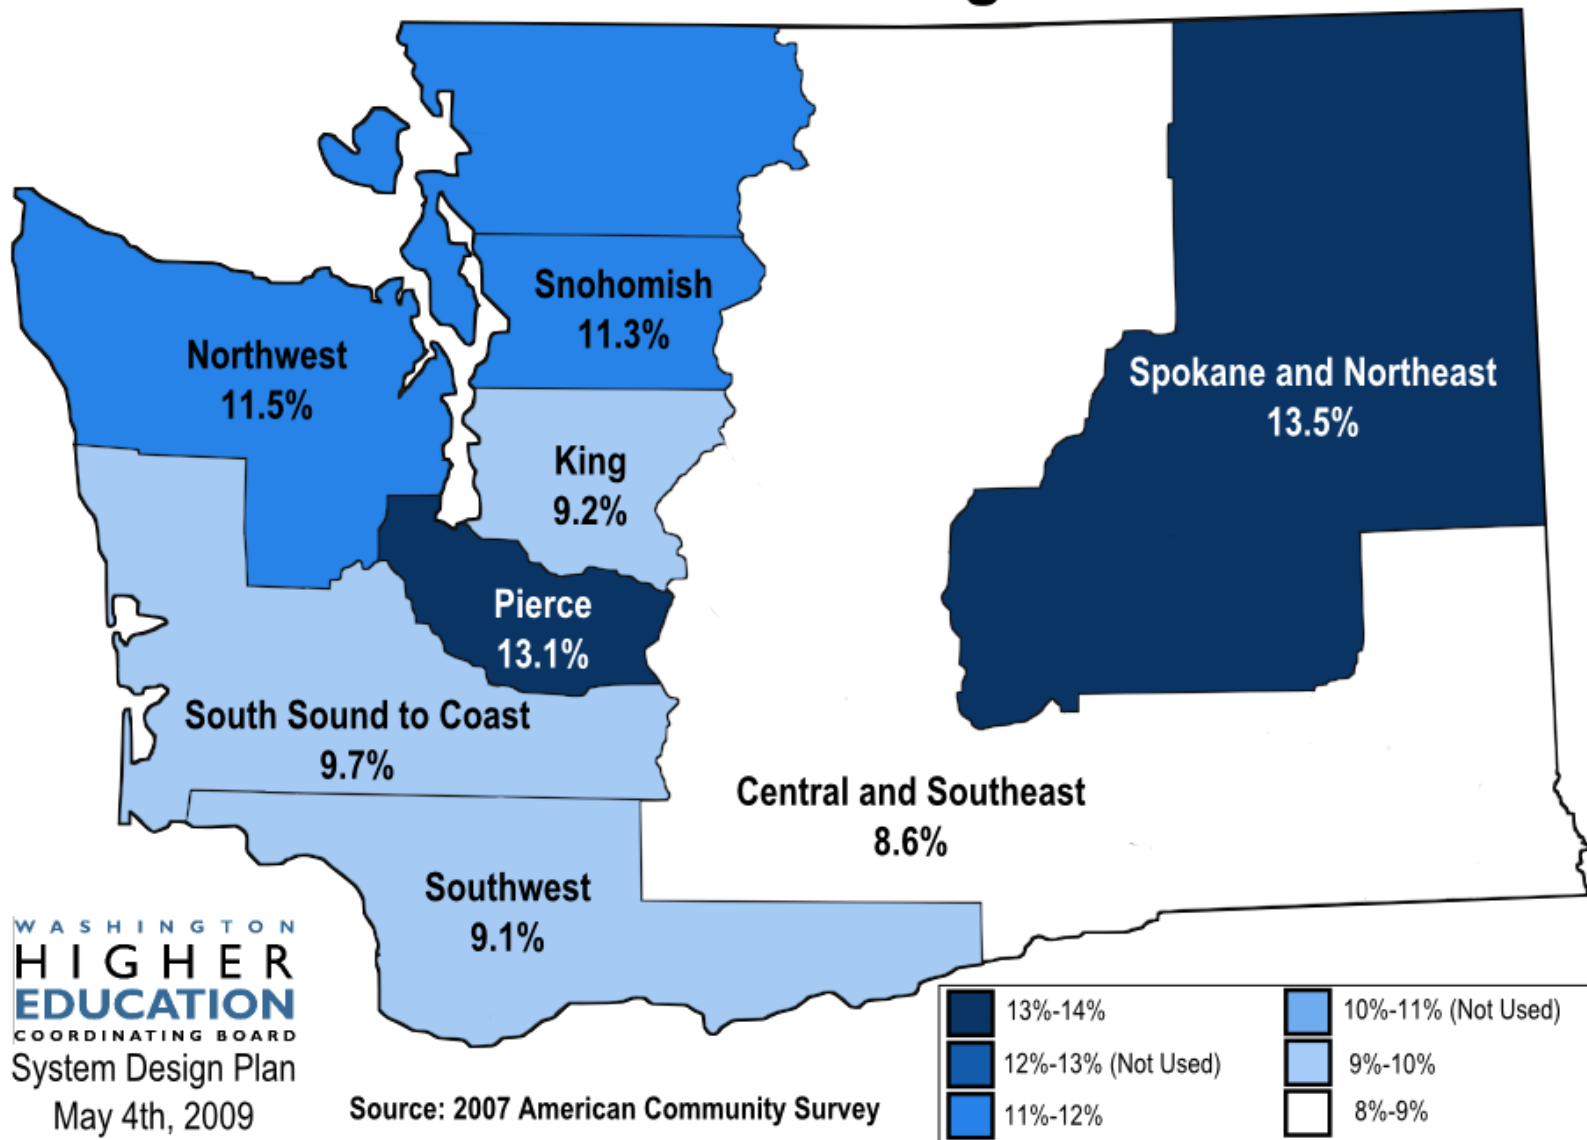 Snohomish
11.3%
Northwest
11.5%
Spokane and Northeast
13.5%
King
9.2%
Pierce
13.1%
South Sound to Coast
9.7%
Central and Southeast
8.6%
Southwest
9.1%
WASHINGTON
HIGHER
EDUCATION
COORDINATING BOARD
System Design Plan
May 4th, 2009
Source: 2007 American Community Survey
13%-14%
12%-13% (Not Used)
11%-12%
10%-11% (Not Used)
9%-10%
8%-9%